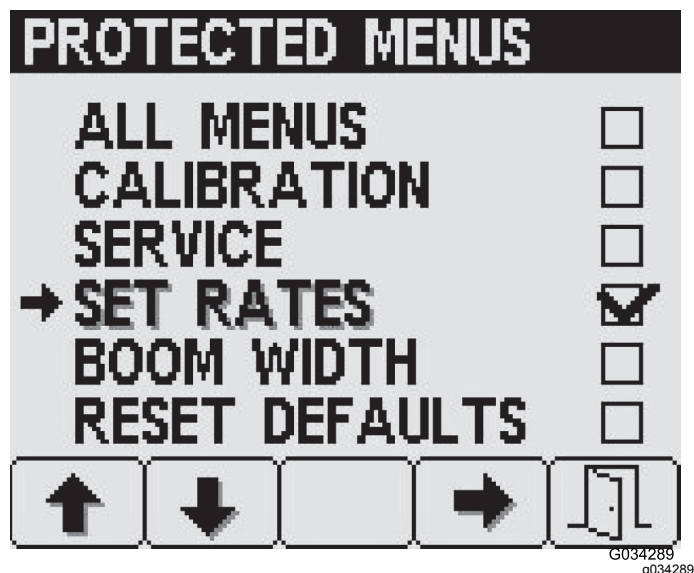 PROTECTED MENUS
ALL MENUS
CALIBRATION
SERVICE
SET RATES
BOOM WIDTH
RESET DEFAULTS
G034289
g034289